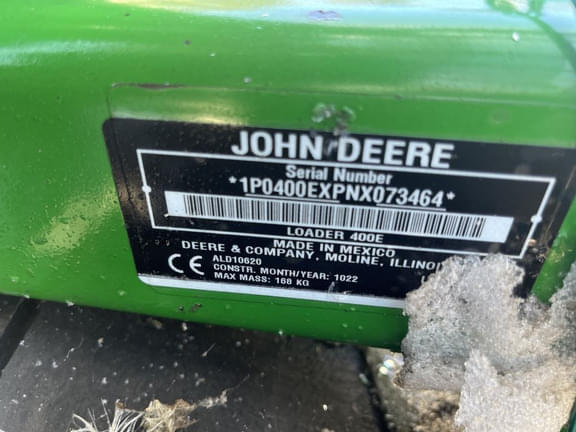 JOHN DEERE
Serial Number
*1P0400EXPNX073464*
LOADER 400E
MADE IN MEXICO
DEERE & COMPANY, MOLINE, ILLINOI
CE ALD10620
CONSTR. MONTH/YEAR: 1022
MAX MASS: 168 KG